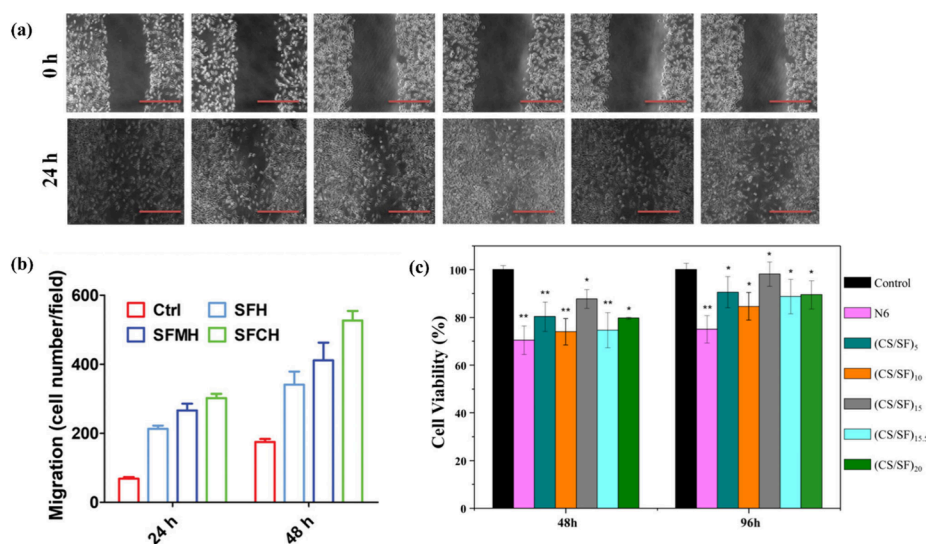 (a)
0 h
24 h
(b)
Migration (cell number/field)
600
400
200
0
Ctrl
SFH
SFMH
SFCH
24 h
48 h
(c)
Cell Viability (%)
100
80
60
40
20
0
** ** ** * ** *
** * * * * *
48h
96h
Control
N6
(CS/SF)5
(CS/SF)10
(CS/SF)15
(CS/SF)15.5
(CS/SF)20